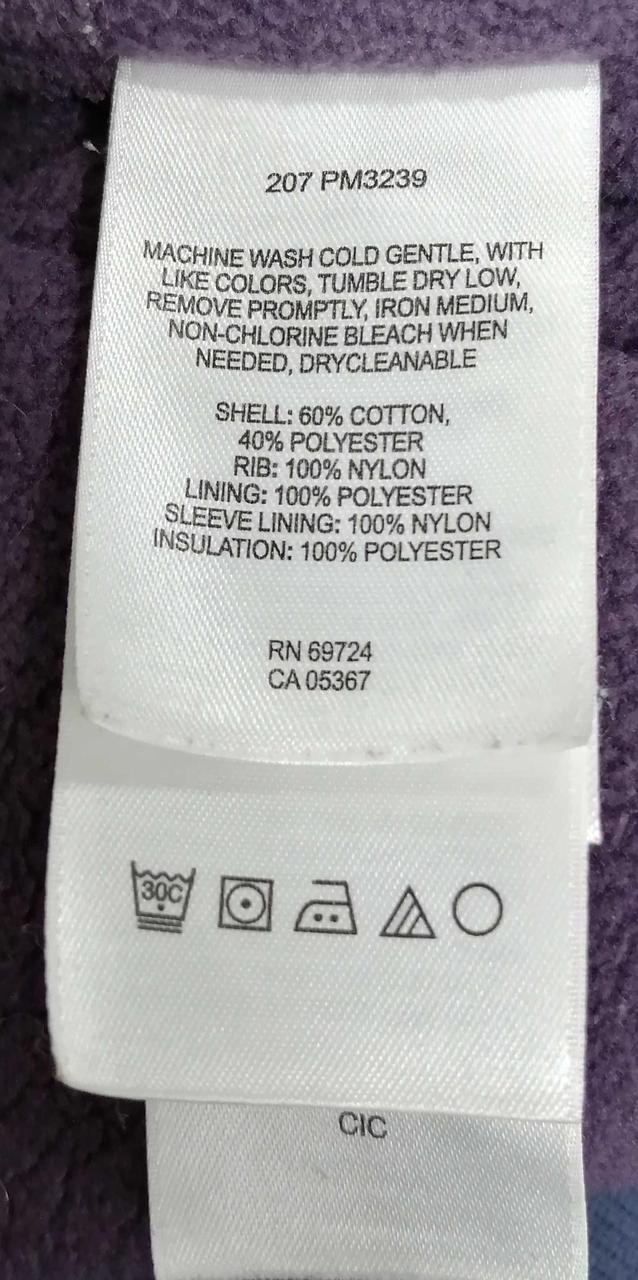 207 PM3239
MACHINE WASH COLD GENTLE, WITH
LIKE COLORS, TUMBLE DRY LOW,
REMOVE PROMPTLY, IRON MEDIUM,
NON-CHLORINE BLEACH WHEN
NEEDED, DRYCLEANABLE
SHELL: 60% COTTON,
40% POLYESTER
RIB: 100% NYLON
LINING: 100% POLYESTER
SLEEVE LINING: 100% NYLON
INSULATION: 100% POLYESTER
RN 69724
CA 05367
30C
CIC